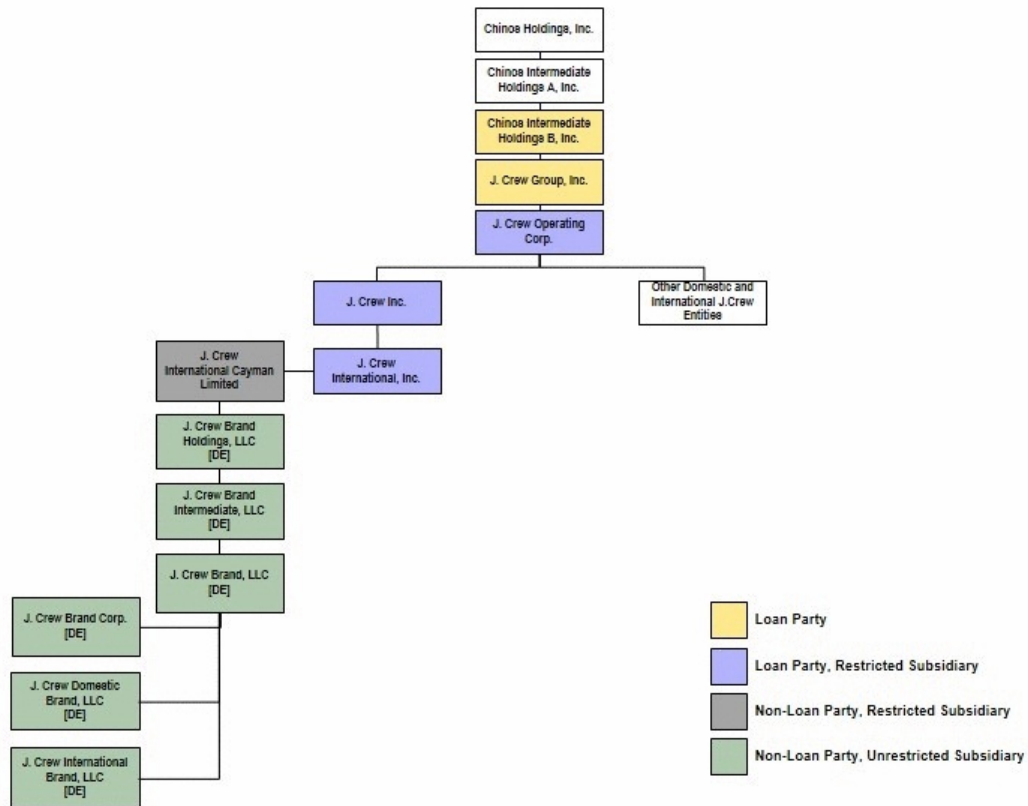 Chinos Holdings, Inc.
Chinos Intermediate
Holdings A, Inc.
Chinos Intermediate
Holdings B, Inc.
J. Crew Group, Inc.
J. Crew Operating
Corp.
J. Crew Inc.
Other Domestic and
International J.Crew
Entities
J. Crew
International Cayman
Limited
J. Crew
International, Inc.
J. Crew Brand
Holdings, LLC
[DE]
J. Crew Brand
Intermediate, LLC
[DE]
J. Crew Brand, LLC
[DE]
J. Crew Brand Corp.
[DE]
J. Crew Domestic
Brand, LLC
[DE]
J. Crew International
Brand, LLC
[DE]
Loan Party
Loan Party, Restricted Subsidiary
Non-Loan Party, Restricted Subsidiary
Non-Loan Party, Unrestricted Subsidiary